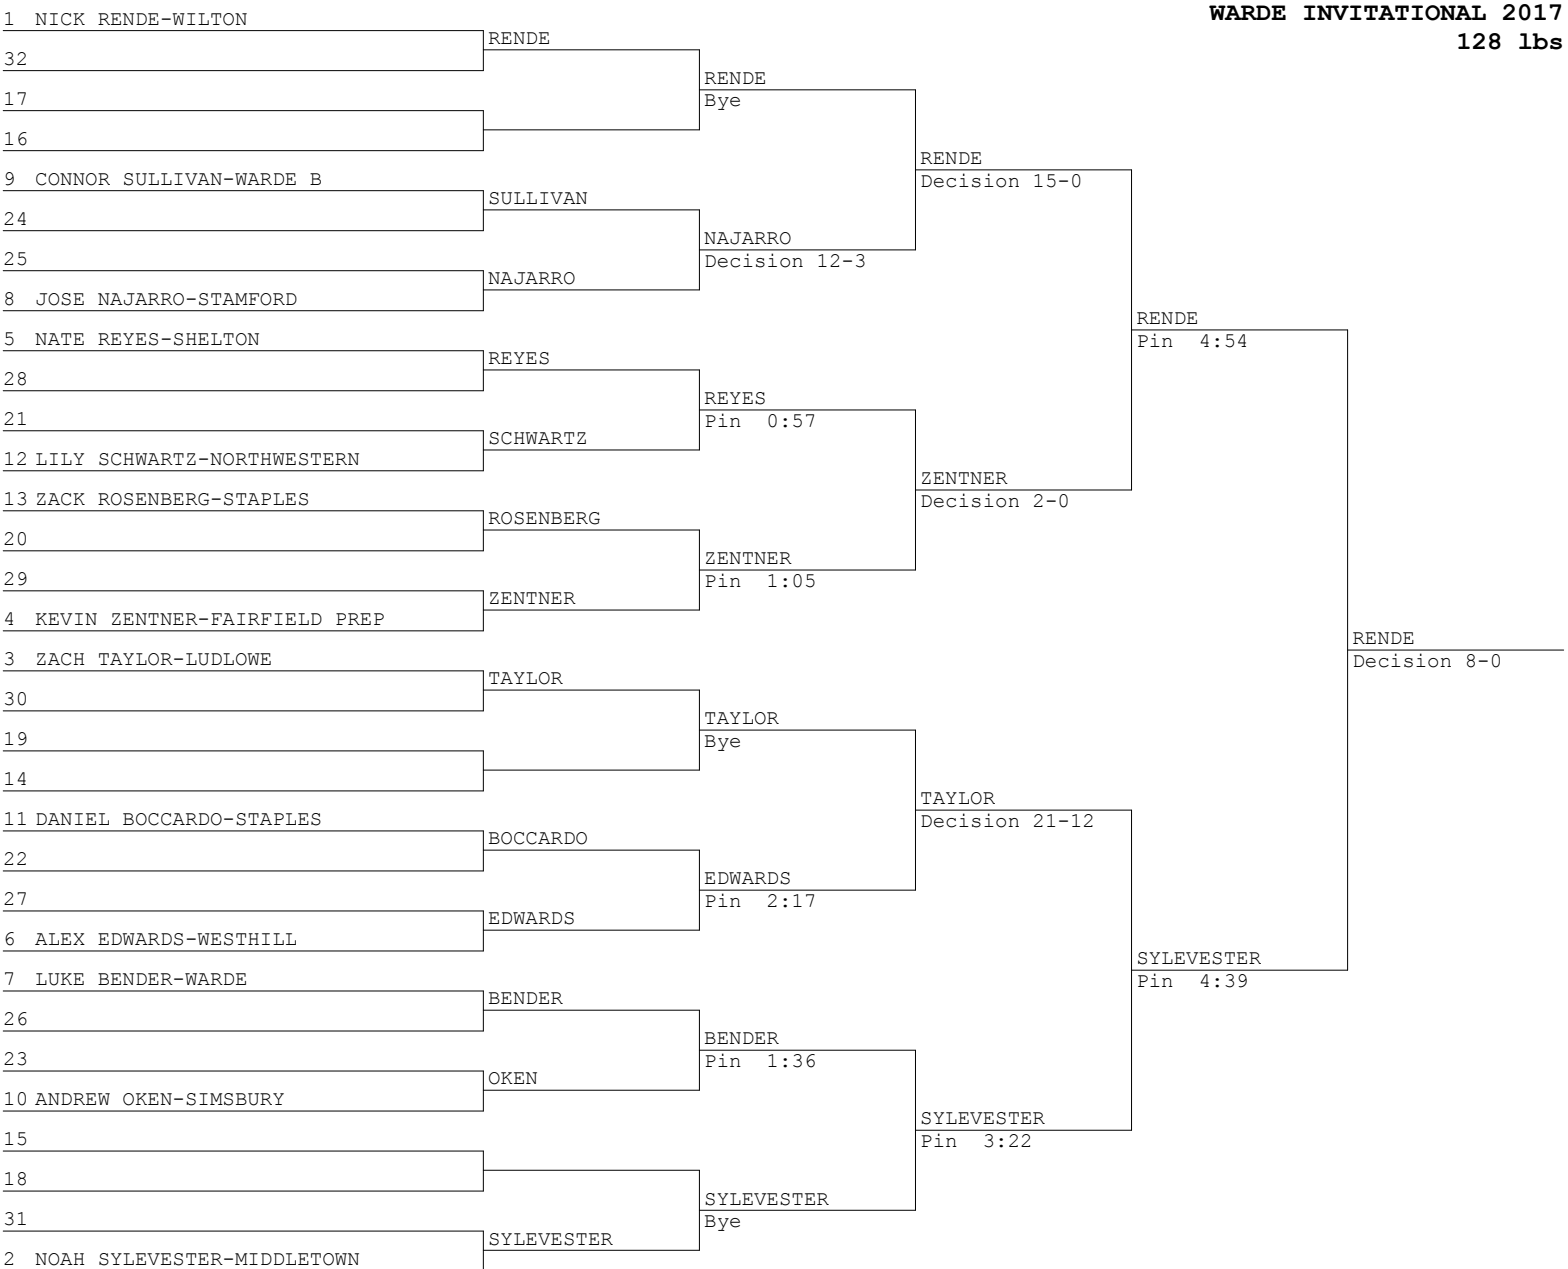 WARDE INVITATIONAL 2017
128 lbs
1 NICK RENDE-WILTON
RENDE
32
RENDE
17
Bye
16
RENDE
9 CONNOR SULLIVAN-WARDE B
Decision 15-0
SULLIVAN
24
NAJARRO
25
Decision 12-3
NAJARRO
8 JOSE NAJARRO-STAMFORD
RENDE
5 NATE REYES-SHELTON
Pin 4:54
REYES
28
REYES
21
Pin 0:57
SCHWARTZ
12 LILY SCHWARTZ-NORTHWESTERN
ZENTNER
13 ZACK ROSENBERG-STAPLES
Decision 2-0
ROSENBERG
20
ZENTNER
29
Pin 1:05
ZENTNER
4 KEVIN ZENTNER-FAIRFIELD PREP
RENDE
3 ZACH TAYLOR-LUDLOWE
Decision 8-0
TAYLOR
30
TAYLOR
19
Bye
14
TAYLOR
11 DANIEL BOCCARDO-STAPLES
Decision 21-12
BOCCARDO
22
EDWARDS
27
Pin 2:17
EDWARDS
6 ALEX EDWARDS-WESTHILL
SYLEVESTER
7 LUKE BENDER-WARDE
Pin 4:39
BENDER
26
BENDER
23
Pin 1:36
OKEN
10 ANDREW OKEN-SIMSBURY
SYLEVESTER
15
Pin 3:22
18
SYLEVESTER
31
Bye
SYLEVESTER
2 NOAH SYLEVESTER-MIDDLETOWN